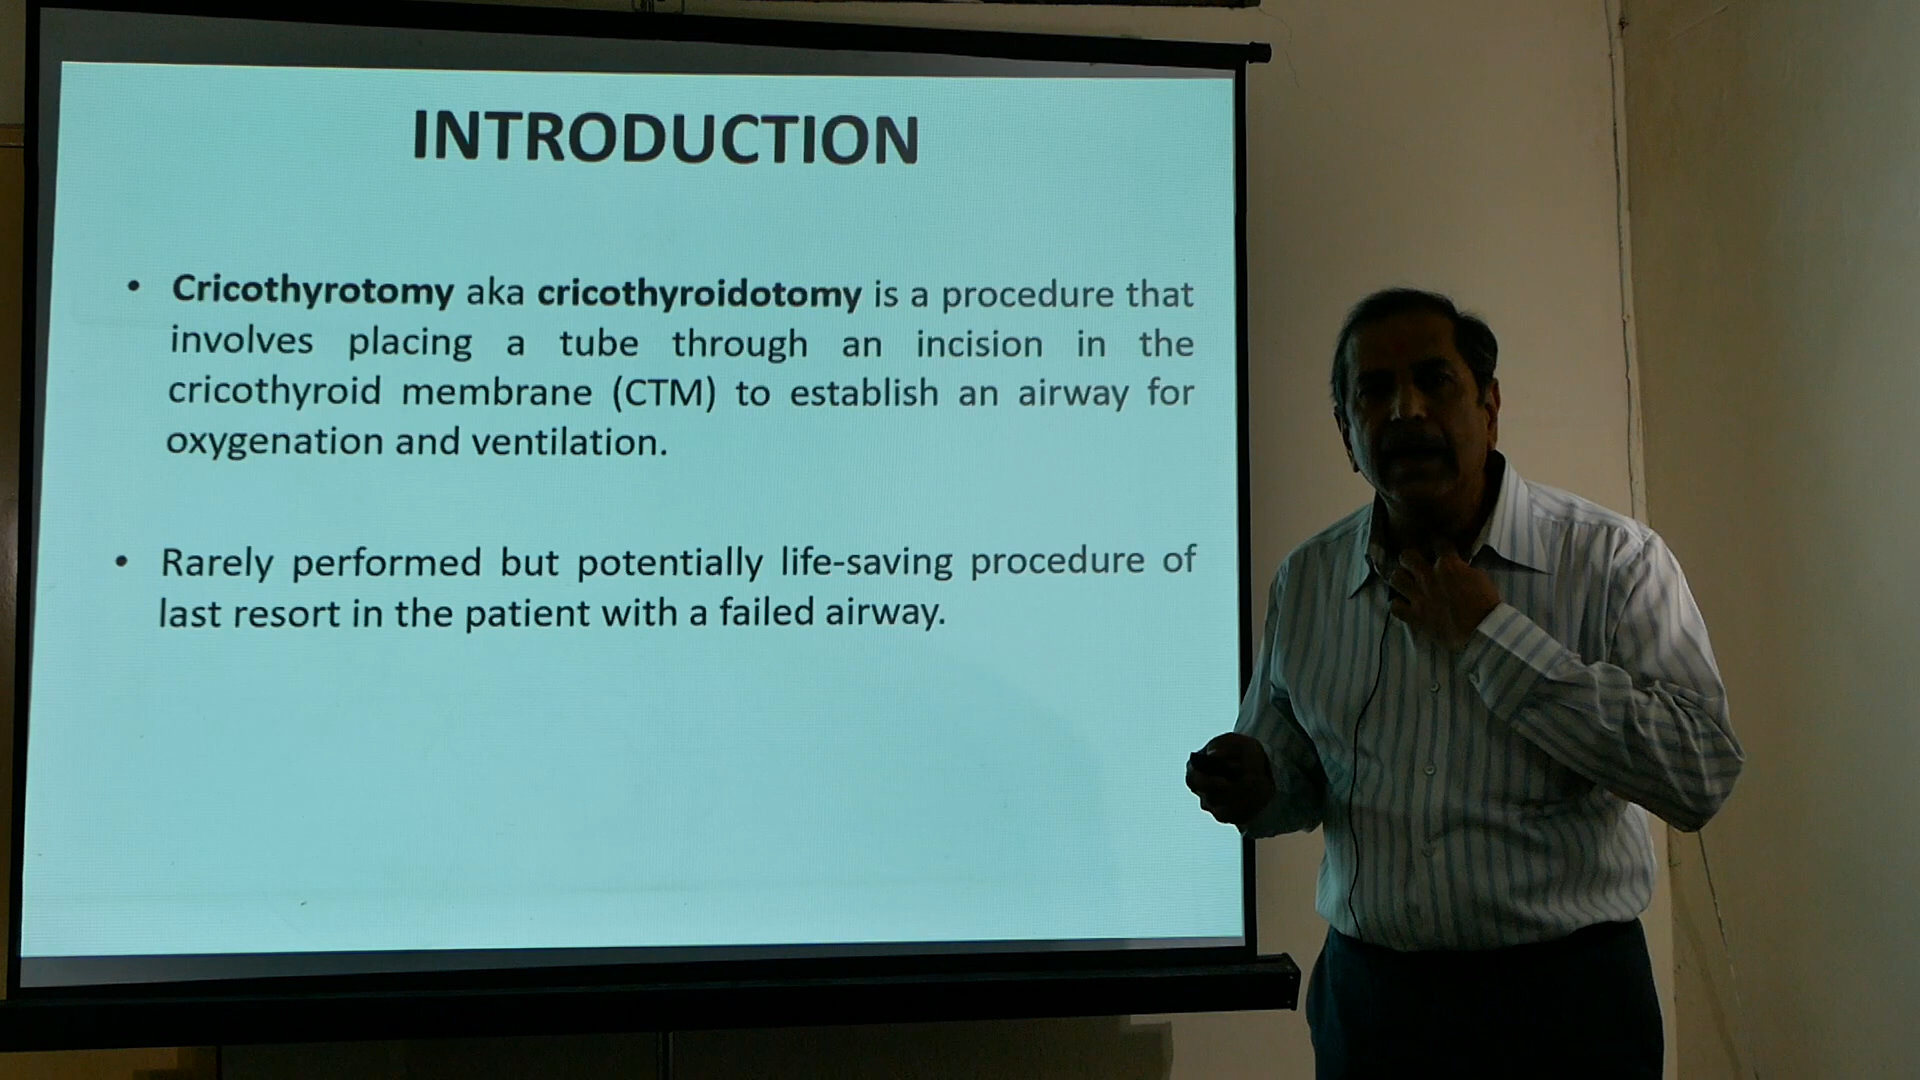 INTRODUCTION
• Cricothyrotomy aka cricothyroidotomy is a procedure that
involves placing a tube through an incision in the
cricothyroid membrane (CTM) to establish an airway for
oxygenation and ventilation.
• Rarely performed but potentially life-saving procedure of
last resort in the patient with a failed airway.